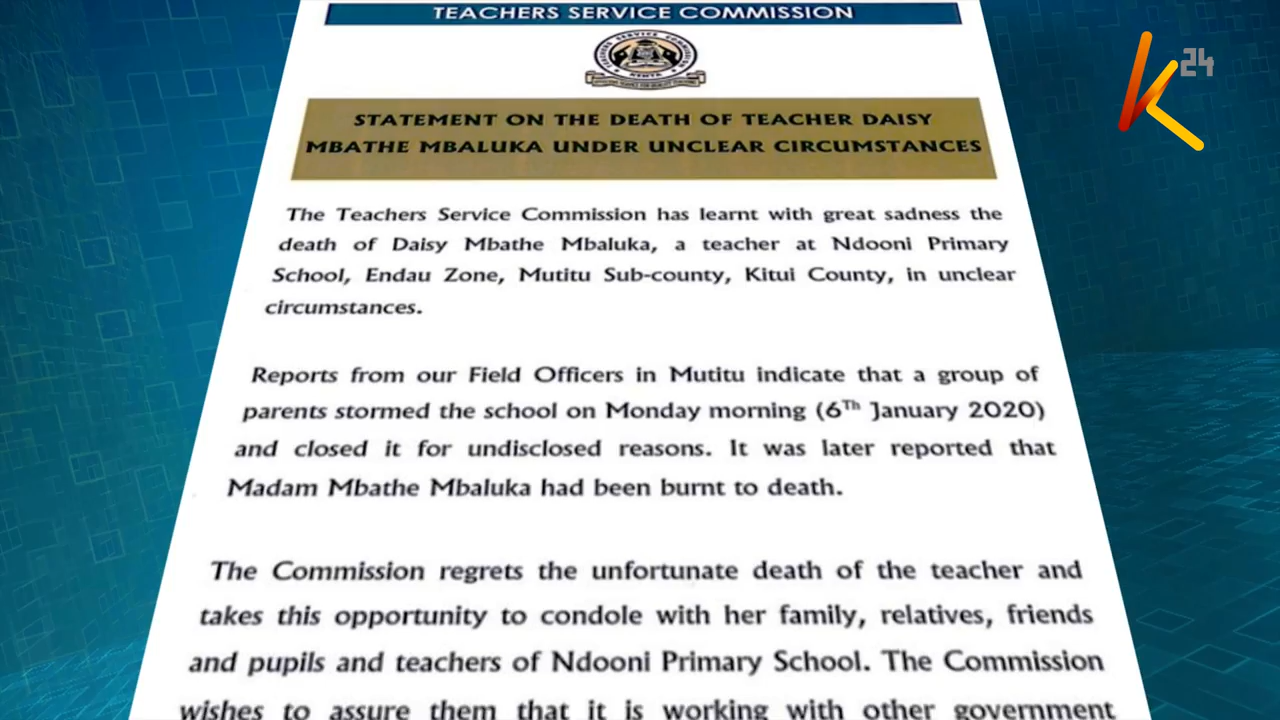 TEACHERS SERVICE COMMISSION
TEACHERS SERVICE COMMISSION
KENYA
K24
STATEMENT ON THE DEATH OF TEACHER DAISY
MBATHE MBALUKA UNDER UNCLEAR CIRCUMSTANCES
The Teachers Service Commission has learnt with great sadness the
death of Daisy Mbathe Mbaluka, a teacher at Ndooni Primary
School, Endau Zone, Mutitu Sub-county, Kitui County, in unclear
circumstances.
Reports from our Field Officers in Mutitu indicate that a group of
parents stormed the school on Monday morning (6Th January 2020)
and closed it for undisclosed reasons. It was later reported that
Madam Mbathe Mbaluka had been burnt to death.
The Commission regrets the unfortunate death of the teacher and
takes this opportunity to condole with her family, relatives, friends
and pupils and teachers of Ndooni Primary School. The Commission
wishes to assure them that it is working with other government